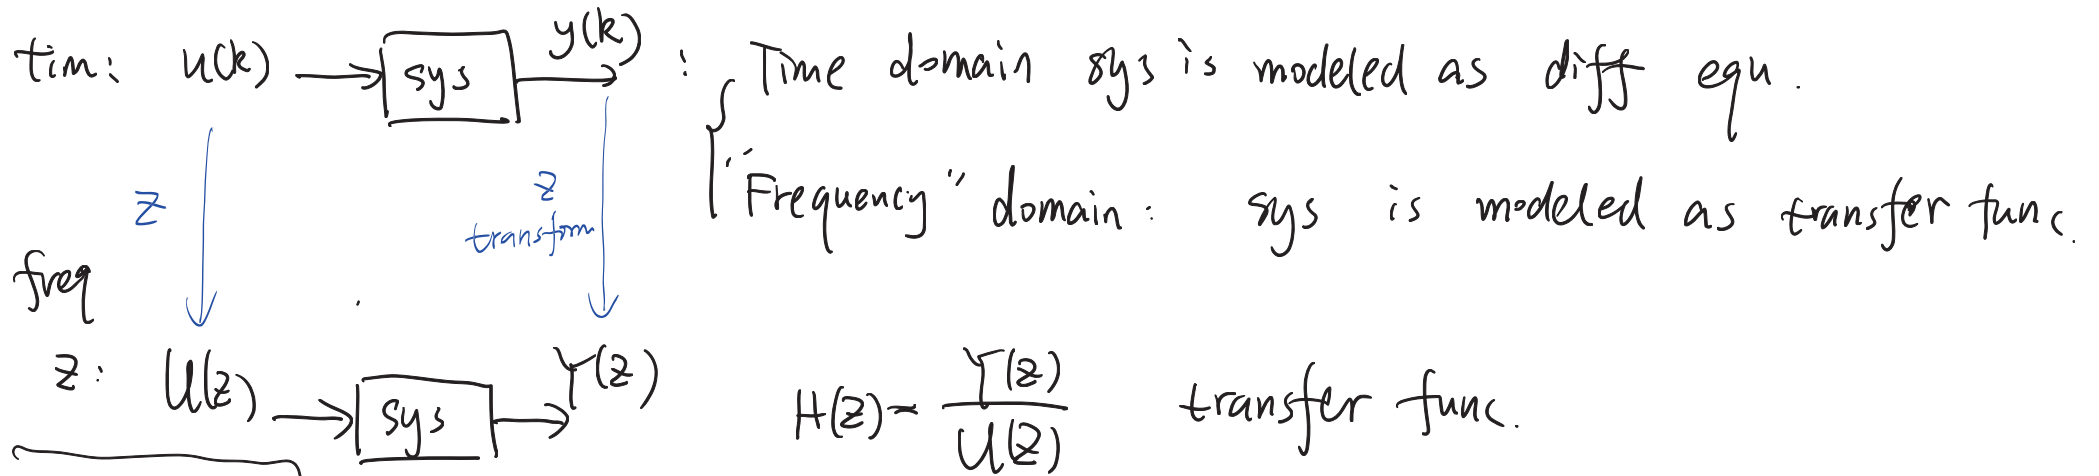 tim: u(k) → sys → y(k) : Time domain sys is modeled as diff equ.
z z transform "Frequency" domain: sys is modeled as transfer func.
freq
z: U(z) → sys → Y(z) H(z) = Y(z)/U(z) transfer func.